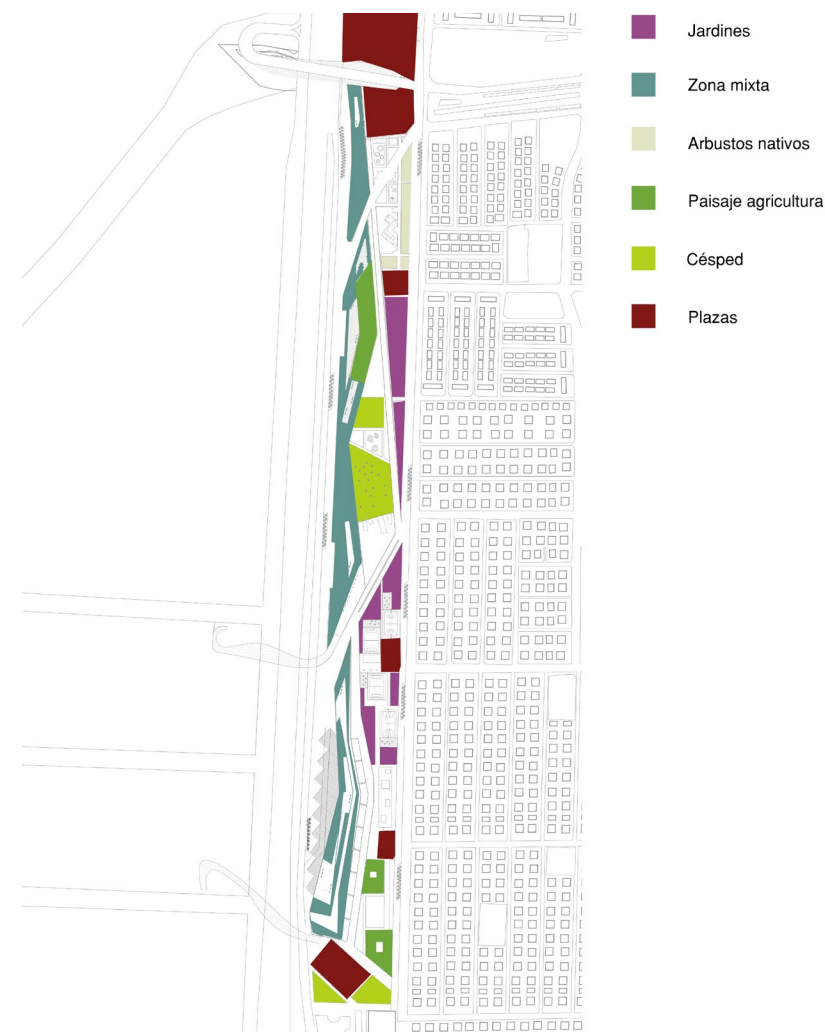 Jardines
Zona mixta
Arbustos nativos
Paisaje agricultura
Césped
Plazas